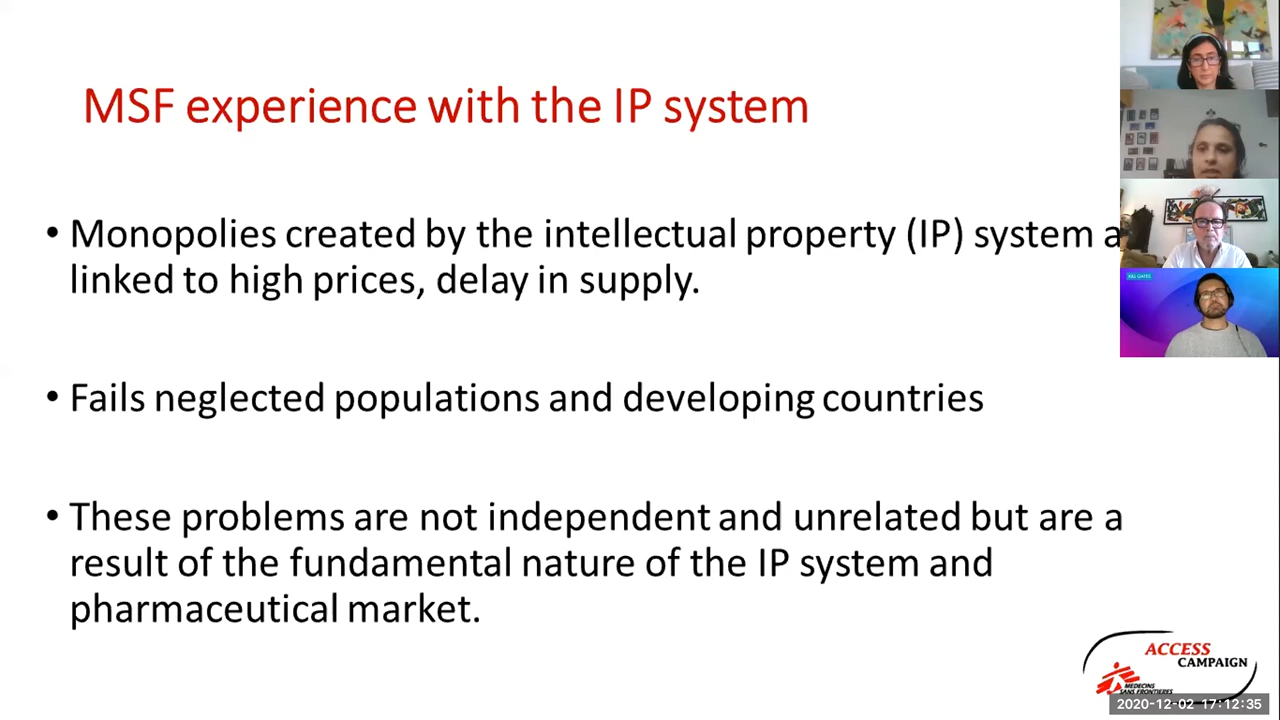 MSF experience with the IP system
• Monopolies created by the intellectual property (IP) system a
linked to high prices, delay in supply.
• Fails neglected populations and developing countries
• These problems are not independent and unrelated but are a
result of the fundamental nature of the IP system and
pharmaceutical market.
ACCESS
CAMPAIGN
MEDECINS
SANS FRONTIERES
2020-12-02 17:12:35